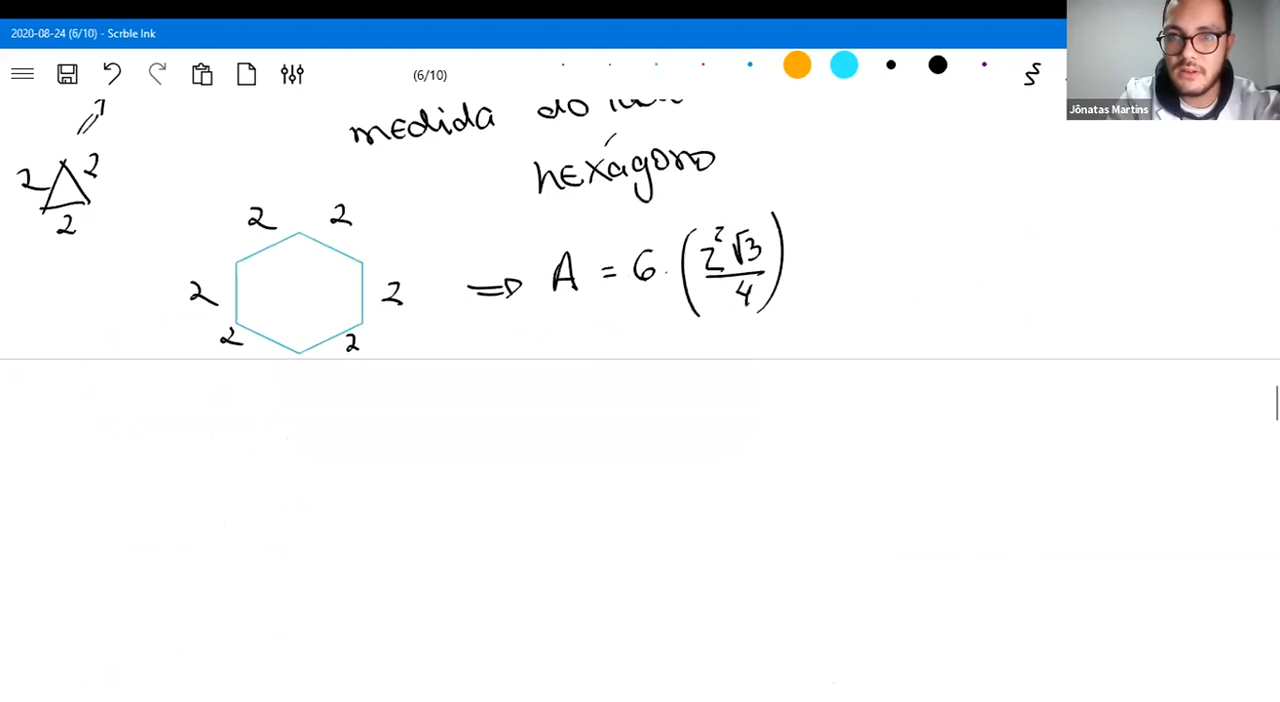 2020-08-24 (6/10) - Scrble Ink
(6/10)
Jônatas Martins
medida do
hexágono
2 2
2
2 2
2 2
2 2
=> A = 6 · (2²√3/4)